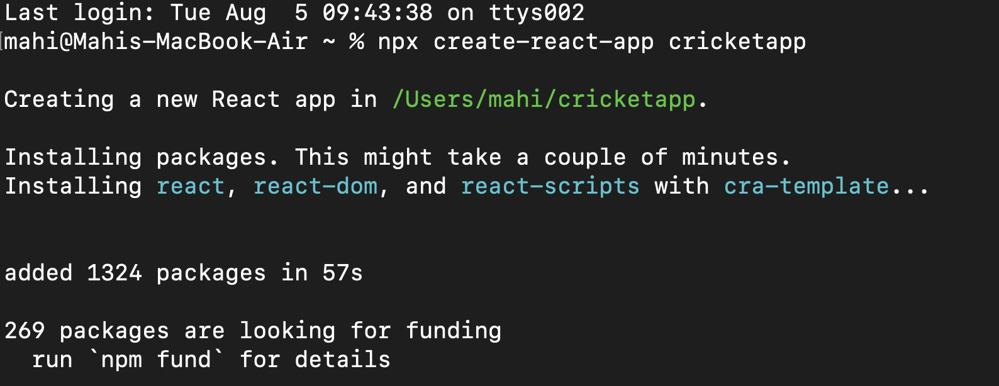 Last login: Tue Aug  5 09:43:38 on ttys002
mahi@Mahis-MacBook-Air ~ % npx create-react-app cricketapp
Creating a new React app in /Users/mahi/cricketapp.
Installing packages. This might take a couple of minutes.
Installing react, react-dom, and react-scripts with cra-template...
added 1324 packages in 57s
269 packages are looking for funding
  run `npm fund` for details